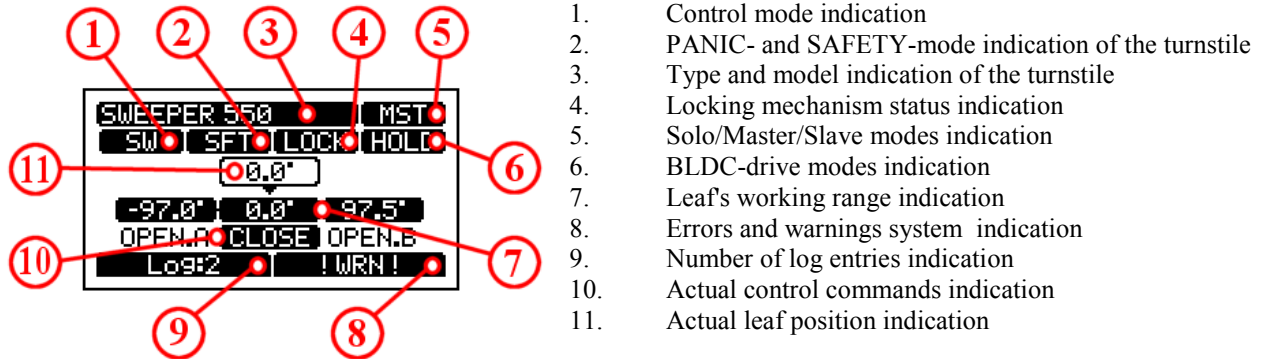 1 2 3 4 5
SWEEPER 550 MST
SW SFT LOCK HOLD
11 0.0° 6
-97.0° 0.0° 97.5°
OPEN.A CLOSE OPEN.B
10 7
Log:2 !WRN!
9 8
1. Control mode indication
2. PANIC- and SAFETY-mode indication of the turnstile
3. Type and model indication of the turnstile
4. Locking mechanism status indication
5. Solo/Master/Slave modes indication
6. BLDC-drive modes indication
7. Leaf's working range indication
8. Errors and warnings system indication
9. Number of log entries indication
10. Actual control commands indication
11. Actual leaf position indication